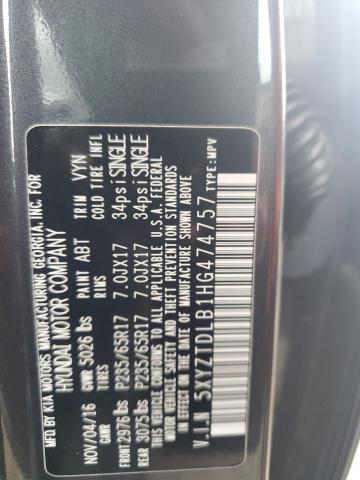 MFD. BY KIA MOTORS MANUFACTURING GEORGIA, INC. FOR
HYUNDAI MOTOR COMPANY
NOV/04/16 GVWR 5026 lbs PAINT ABT TRIM VYN
GAWR TIRES RIMS COLD TIRE INFL
FRONT 2976 lbs P235/65R17 7.0JX17 34psi SINGLE
REAR 3075 lbs P235/65R17 7.0JX17 34psi SINGLE
THIS VEHICLE CONFORMS TO ALL APPLICABLE U.S.A. FEDERAL
MOTOR VEHICLE SAFETY AND THEFT PREVENTION STANDARDS
IN EFFECT ON THE DATE OF MANUFACTURE SHOWN ABOVE.
V.I.N 5XYZTDLB1HG474757 TYPE:MPV